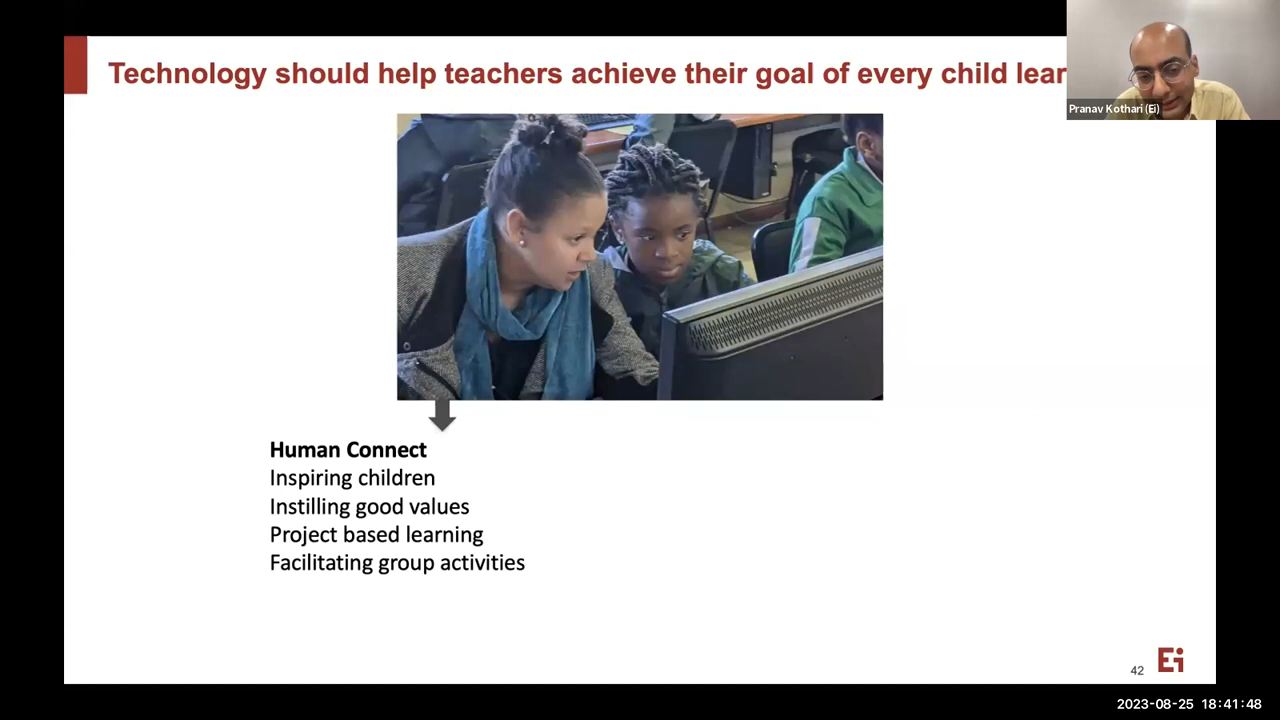 Technology should help teachers achieve their goal of every child lear
Pranav Kothari (Ei)
Human Connect
Inspiring children
Instilling good values
Project based learning
Facilitating group activities
42
Ei
2023-08-25 18:41:48